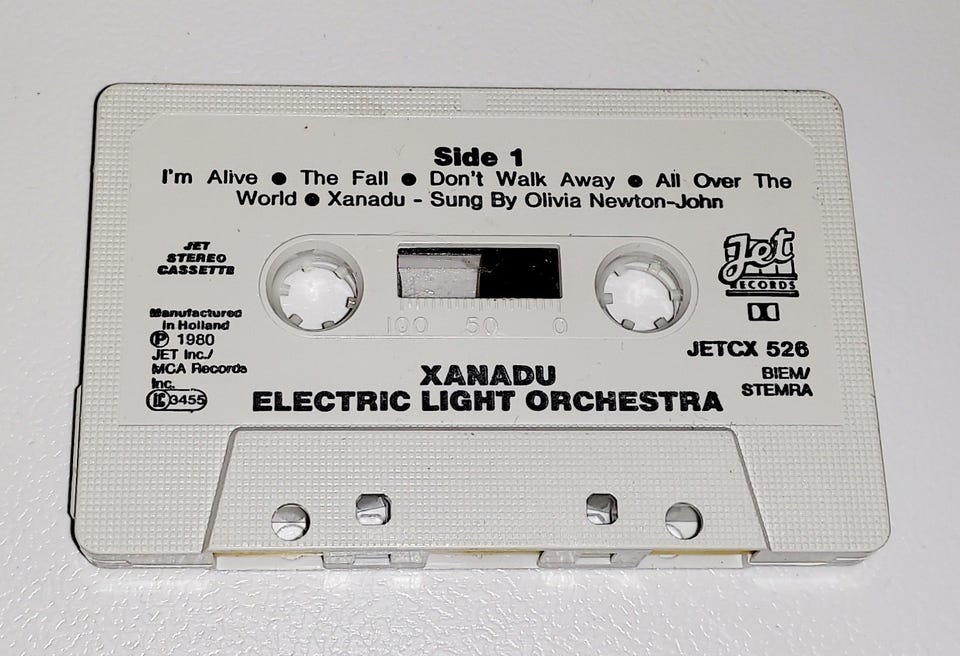 Side 1
I'm Alive ● The Fall ● Don't Walk Away ● All Over The
World ● Xanadu - Sung By Olivia Newton-John
JET
STEREO
CASSETTE
Jet
RECORDS
100 50 0
Manufactured
in Holland
Ⓟ 1980
JET Inc./
MCA Records
Inc.
LC 3455
JETCX 526
BIEM/
STEMRA
XANADU
ELECTRIC LIGHT ORCHESTRA